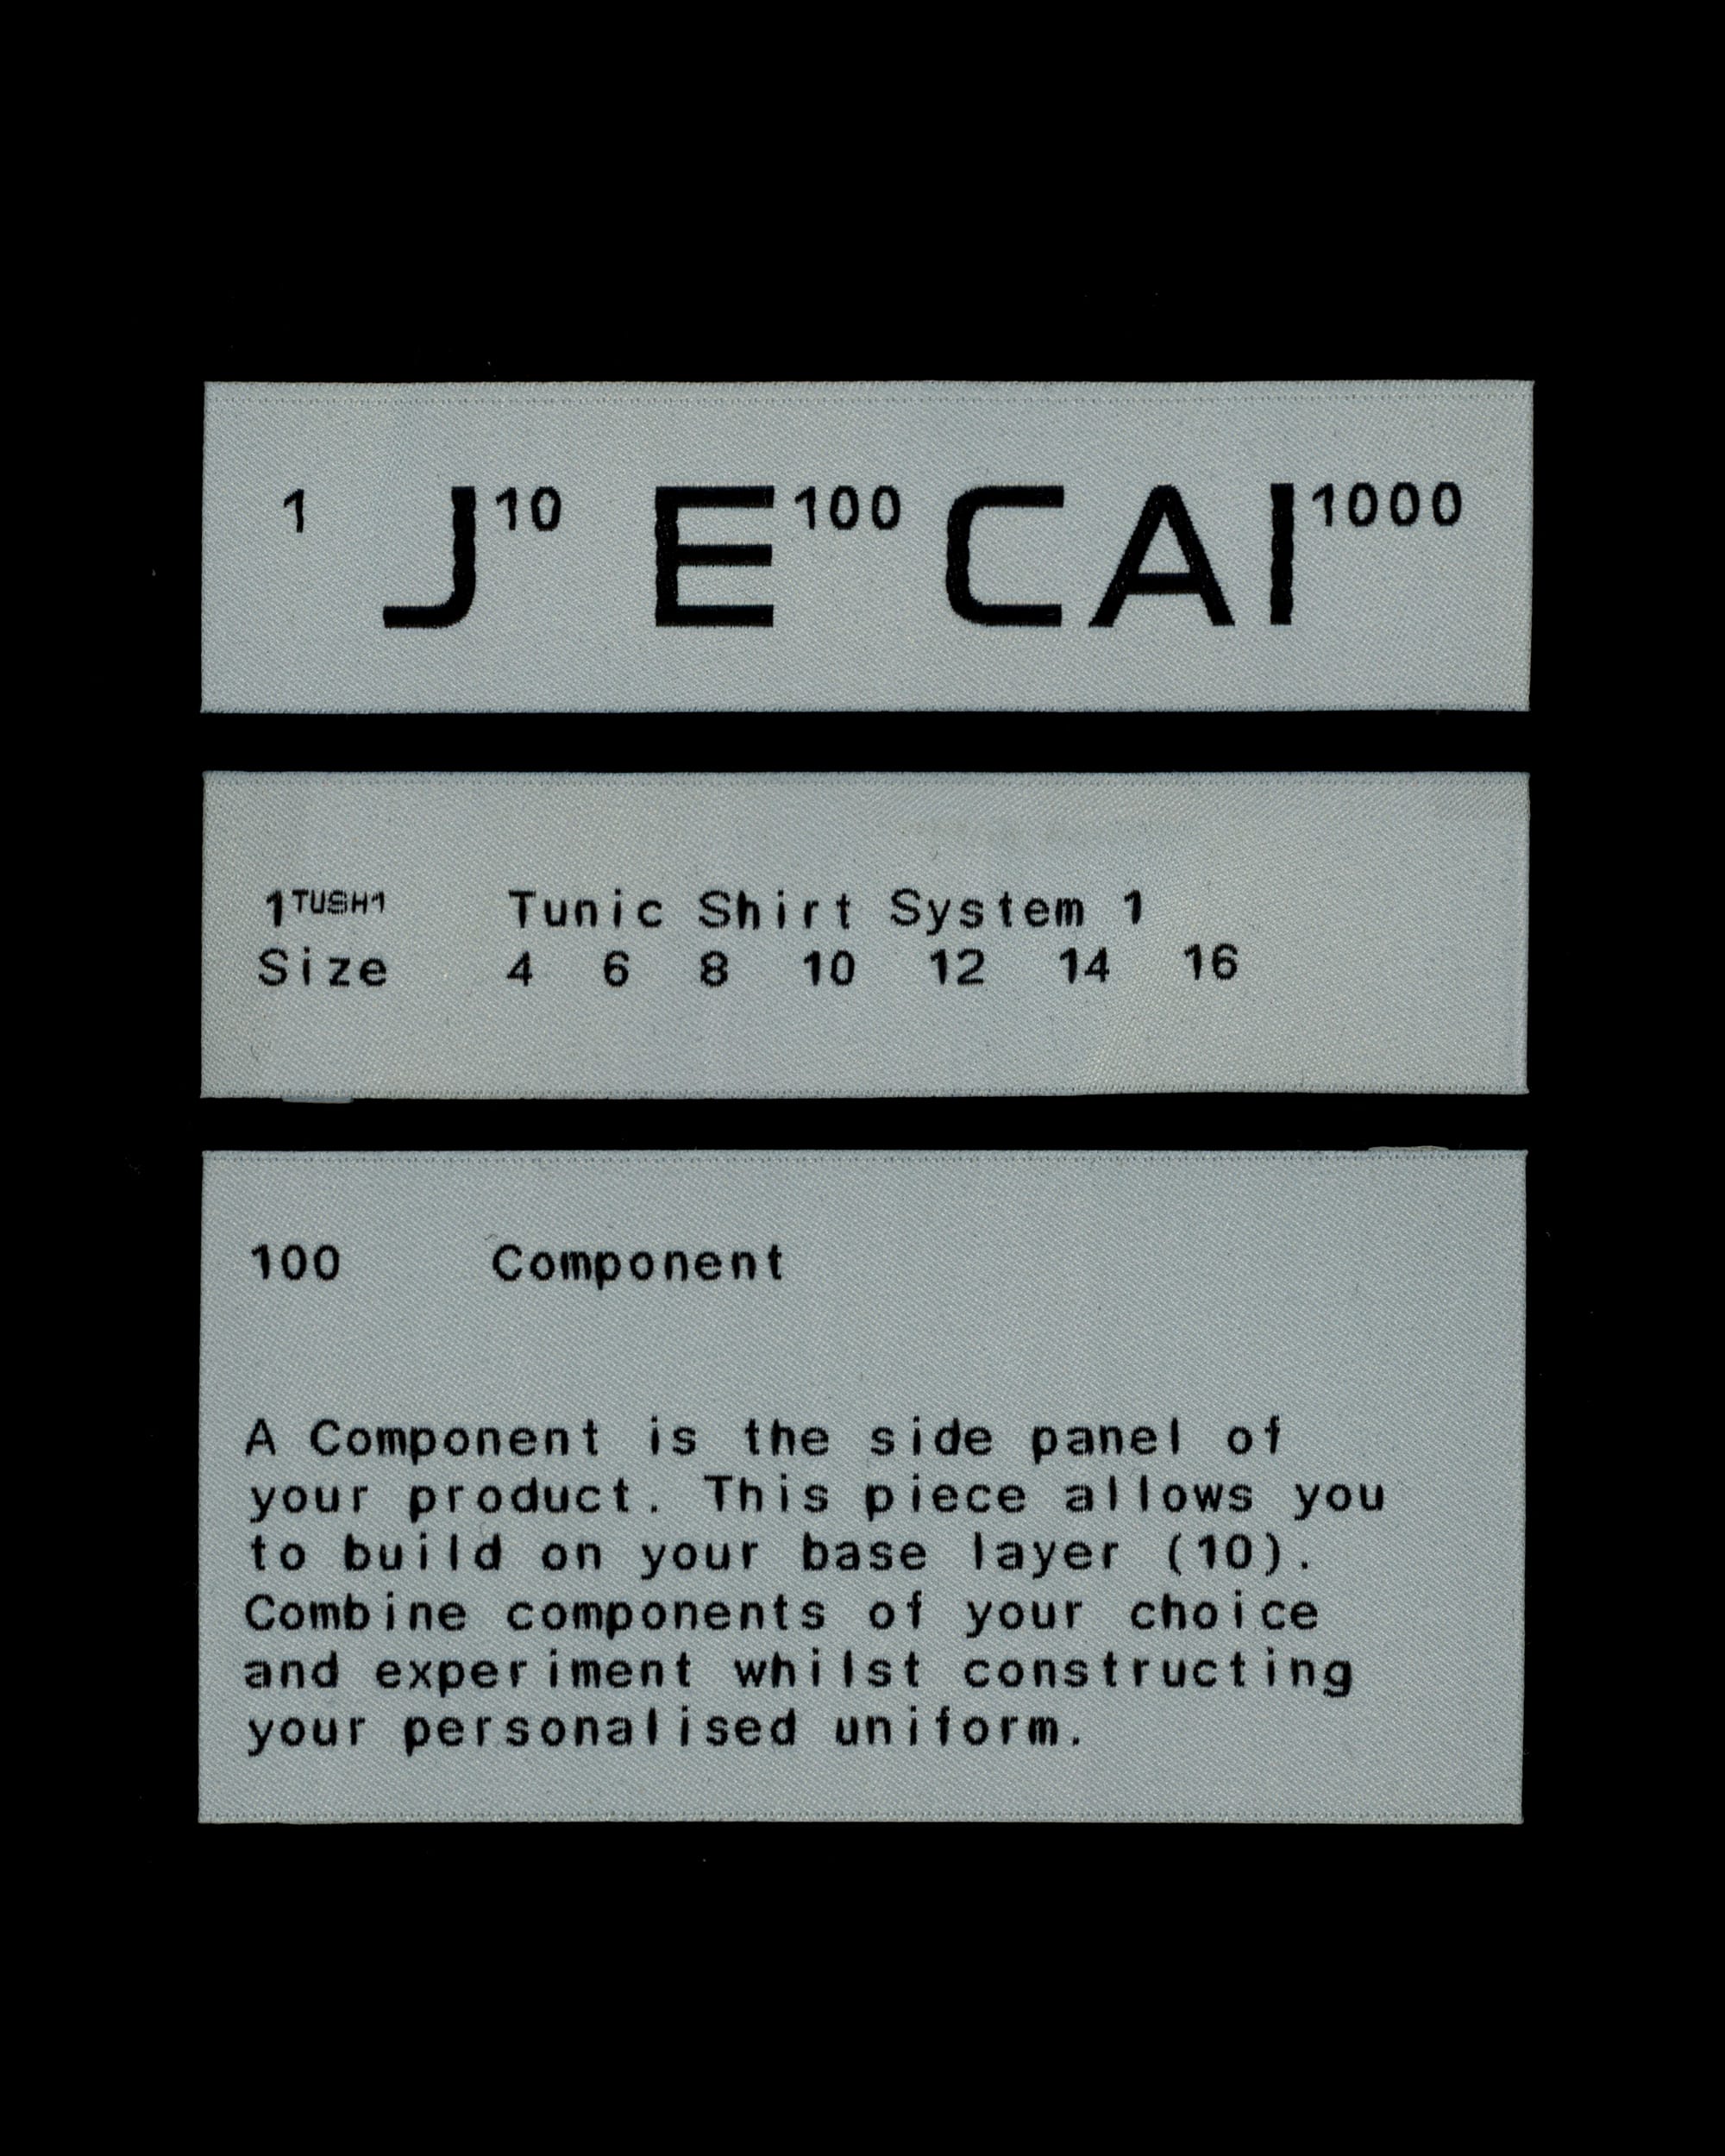 1 J10 E100 CAI1000
1TUSH1 Tunic Shirt System 1
Size 4 6 8 10 12 14 16
100 Component
A Component is the side panel of
your product. This piece allows you
to build on your base layer (10).
Combine components of your choice
and experiment whilst constructing
your personalised uniform.